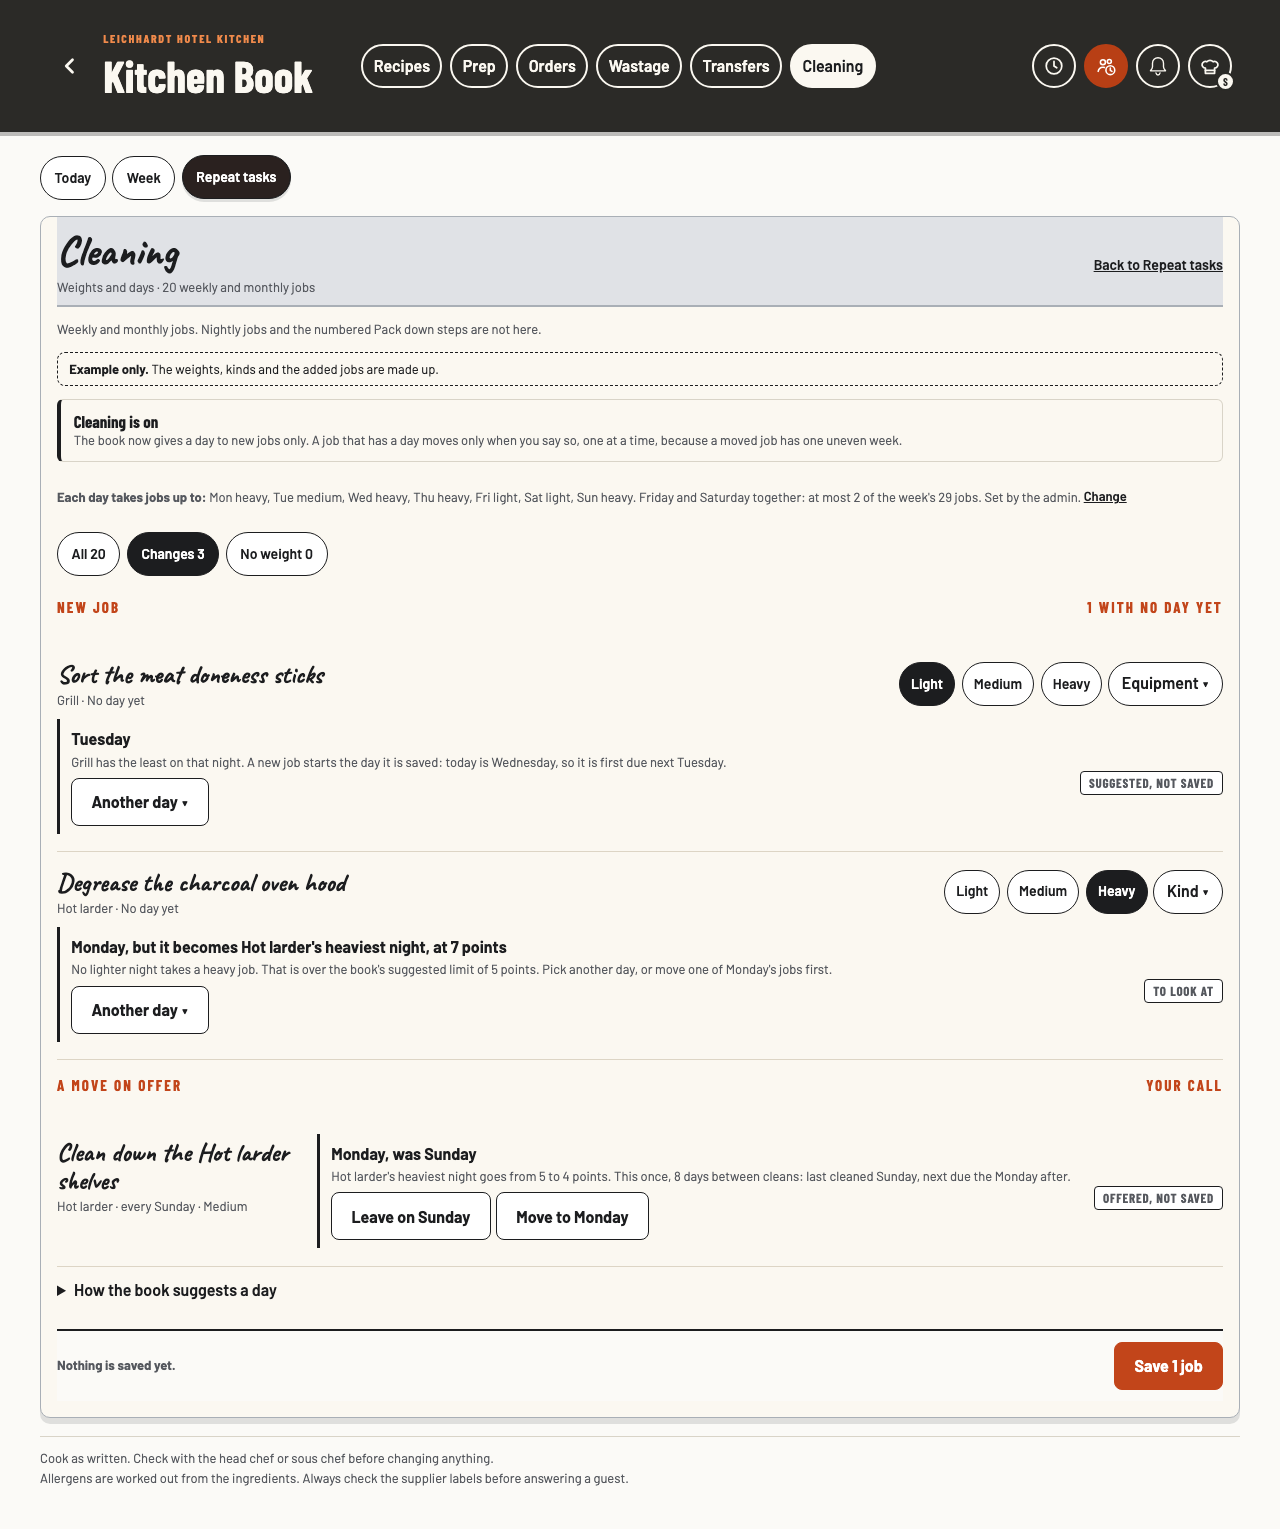 LEICHHARDT HOTEL KITCHEN
Kitchen Book
Recipes
Prep
Orders
Wastage
Transfers
Cleaning
S
Today
Week
Repeat tasks
Cleaning
Back to Repeat tasks
Weights and days · 20 weekly and monthly jobs
Weekly and monthly jobs. Nightly jobs and the numbered Pack down steps are not here.
Example only. The weights, kinds and the added jobs are made up.
Cleaning is on
The book now gives a day to new jobs only. A job that has a day moves only when you say so, one at a time, because a moved job has one uneven week.
Each day takes jobs up to: Mon heavy, Tue medium, Wed heavy, Thu heavy, Fri light, Sat light, Sun heavy. Friday and Saturday together: at most 2 of the week's 29 jobs. Set by the admin. Change
All 20
Changes 3
No weight 0
NEW JOB
1 WITH NO DAY YET
Sort the meat doneness sticks
Grill · No day yet
Light
Medium
Heavy
Equipment ▾
Tuesday
Grill has the least on that night. A new job starts the day it is saved: today is Wednesday, so it is first due next Tuesday.
Another day ▾
SUGGESTED, NOT SAVED
Degrease the charcoal oven hood
Hot larder · No day yet
Light
Medium
Heavy
Kind ▾
Monday, but it becomes Hot larder's heaviest night, at 7 points
No lighter night takes a heavy job. That is over the book's suggested limit of 5 points. Pick another day, or move one of Monday's jobs first.
Another day ▾
TO LOOK AT
A MOVE ON OFFER
YOUR CALL
Clean down the Hot larder
shelves
Hot larder · every Sunday · Medium
Monday, was Sunday
Hot larder's heaviest night goes from 5 to 4 points. This once, 8 days between cleans: last cleaned Sunday, next due the Monday after.
Leave on Sunday
Move to Monday
OFFERED, NOT SAVED
▶ How the book suggests a day
Nothing is saved yet.
Save 1 job
Cook as written. Check with the head chef or sous chef before changing anything.
Allergens are worked out from the ingredients. Always check the supplier labels before answering a guest.